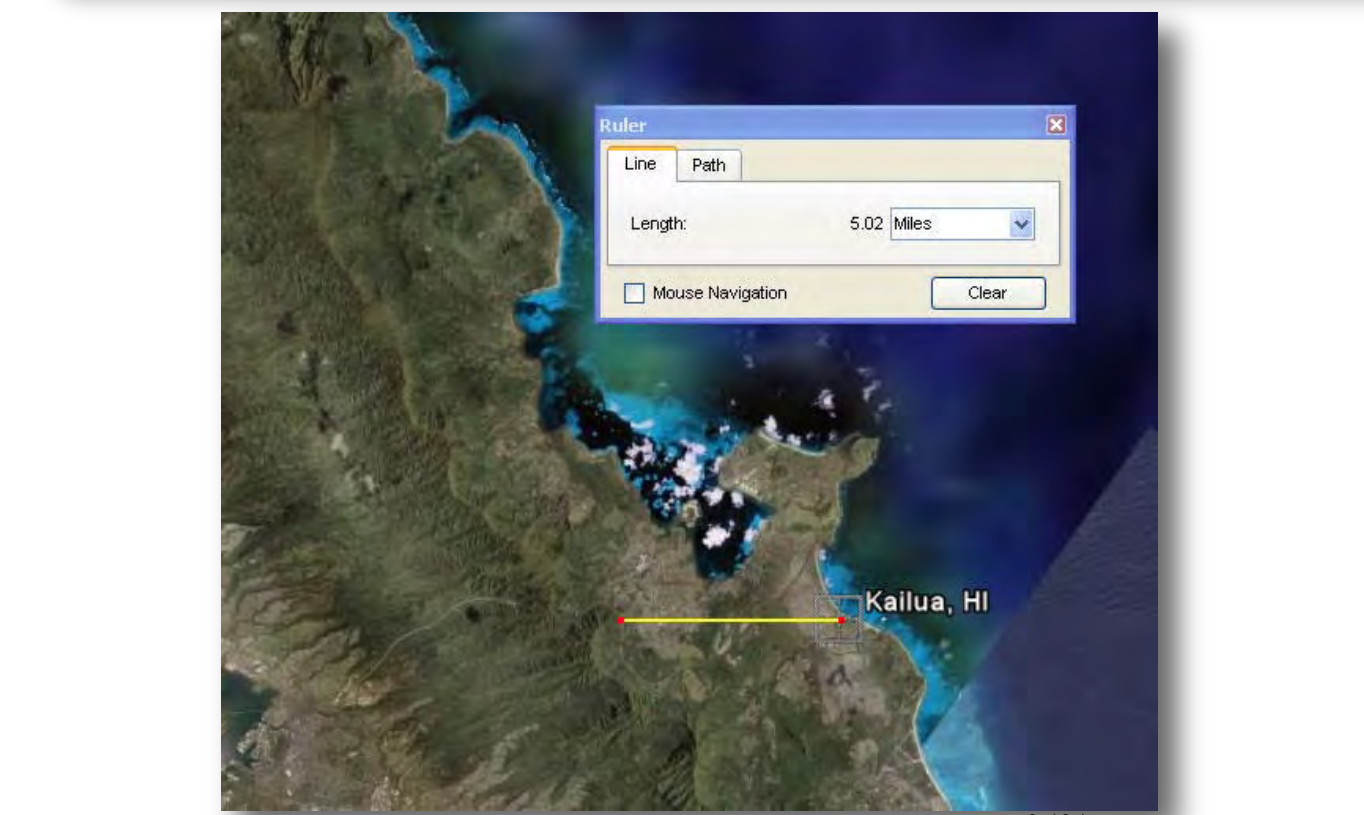 Ruler
Line Path
Length: 5.02 Miles
Mouse Navigation Clear
Kailua, HI